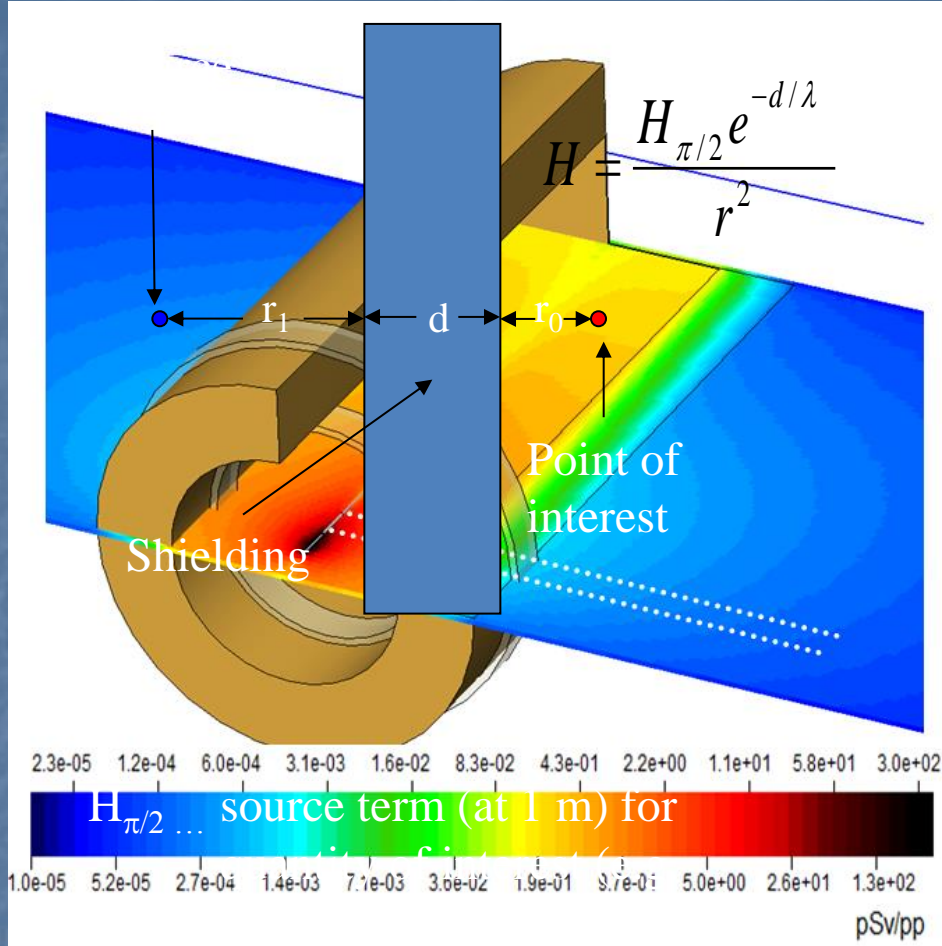 H = H_{π/2} e^{-d/λ} / r^2
r₁ d r₀
Point of
interest
Shielding
2.3e-05 1.2e-04 6.0e-04 3.1e-03 1.6e-02 8.3e-02 4.3e-01 2.2e+00 1.1e+01 5.8e+01 3.0e+02
H_{π/2} ... source term (at 1 m) for
1.0e-05 5.2e-05 2.7e-04 1.4e-03 7.1e-03 3.6e-02 1.9e-01 9.7e-01 5.0e+00 2.6e+01 1.3e+02
pSv/pp